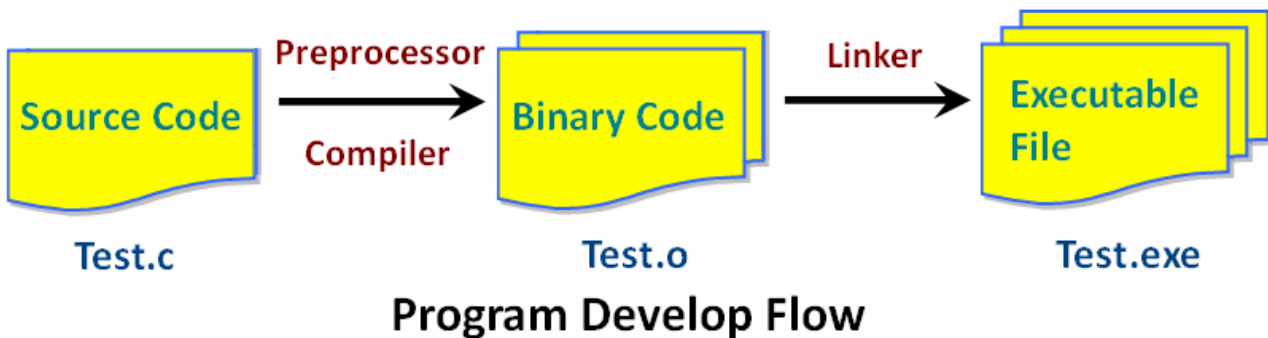 Source Code
Preprocessor
Compiler
Binary Code
Linker
Executable
File
Test.c
Test.o
Test.exe
Program Develop Flow